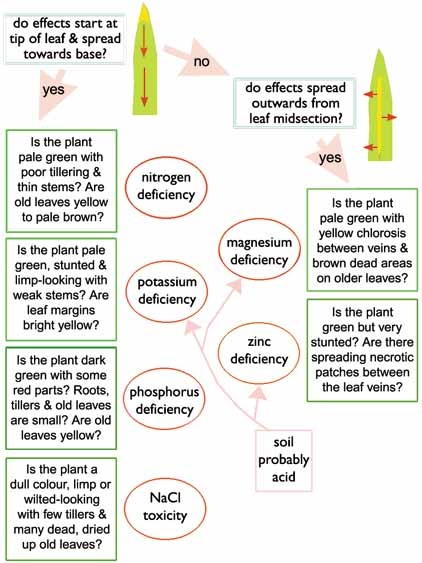 do effects start at
tip of leaf & spread
towards base?
no
yes
do effects spread
outwards from
leaf midsection?
yes
Is the plant
pale green with
poor tillering &
thin stems? Are
old leaves yellow
to pale brown?
nitrogen
deficiency
Is the plant
pale green with
yellow chlorosis
between veins &
brown dead areas
on older leaves?
magnesium
deficiency
Is the plant pale
green, stunted &
limp-looking with
weak stems? Are
leaf margins
bright yellow?
potassium
deficiency
Is the plant
green but very
stunted? Are there
spreading necrotic
patches between
the leaf veins?
zinc
deficiency
Is the plant dark
green with some
red parts? Roots,
tillers & old leaves
are small? Are old
leaves yellow?
phosphorus
deficiency
soil
probably
acid
Is the plant a
dull colour, limp or
wilted-looking
with few tillers &
many dead, dried
up old leaves?
NaCl
toxicity